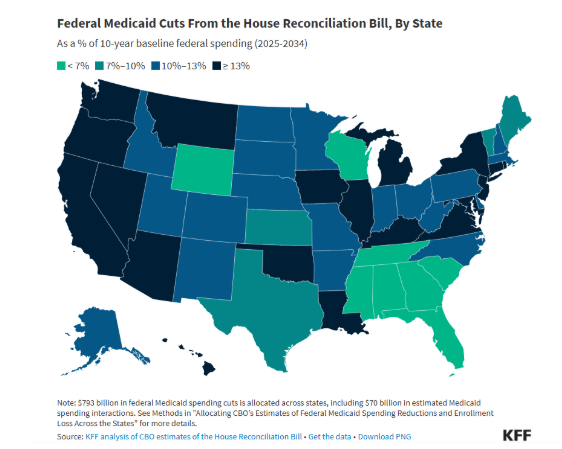 Federal Medicaid Cuts From the House Reconciliation Bill, By State
As a % of 10-year baseline federal spending (2025-2034)
< 7% 7%–10% 10%–13% ≥ 13%
Note: $793 billion in federal Medicaid spending cuts is allocated across states, including $70 billion in estimated Medicaid
spending interactions. See Methods in "Allocating CBO's Estimates of Federal Medicaid Spending Reductions and Enrollment
Loss Across the States" for more details.
Source: KFF analysis of CBO estimates of the House Reconciliation Bill • Get the data • Download PNG
KFF